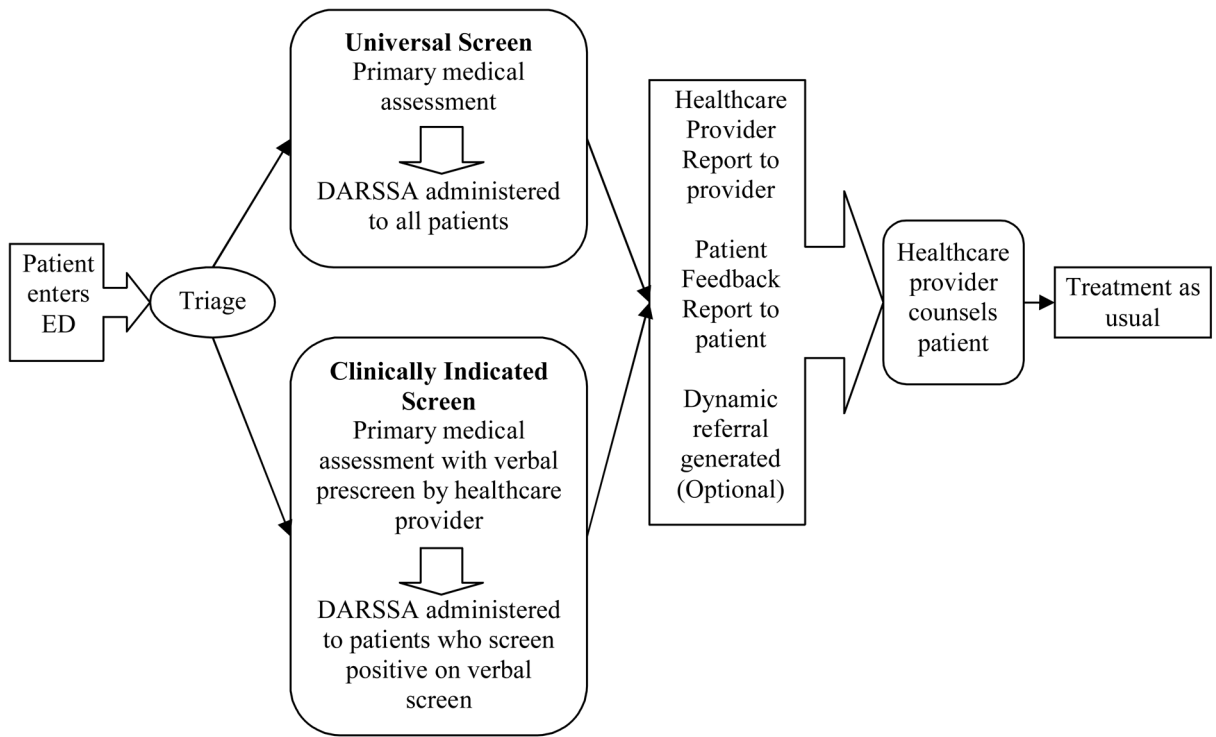 Patient
enters
ED
Triage
Universal Screen
Primary medical
assessment
DARSSA administered
to all patients
Clinically Indicated
Screen
Primary medical
assessment with verbal
prescreen by healthcare
provider
DARSSA administered
to patients who screen
positive on verbal
screen
Healthcare
Provider
Report to
provider
Patient
Feedback
Report to
patient
Dynamic
referral
generated
(Optional)
Healthcare
provider
counsels
patient
Treatment as
usual